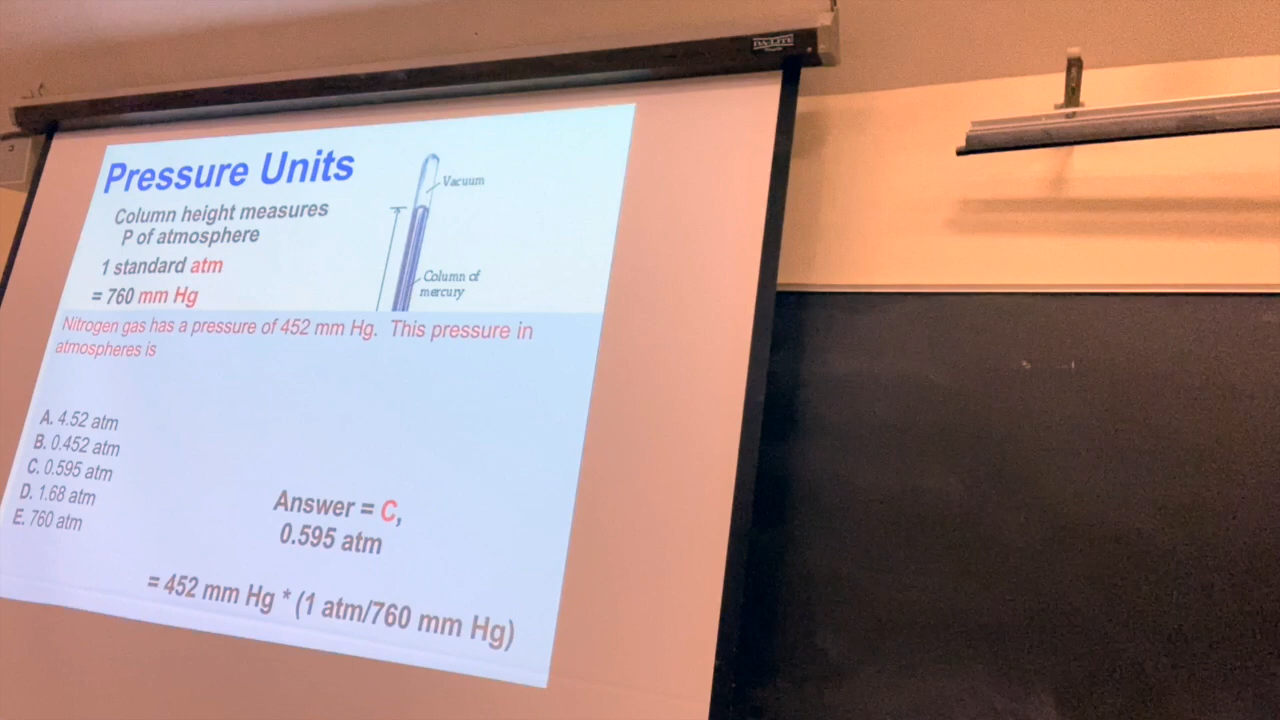 DA-LITE
Pressure Units
Vacuum
Column height measures
P of atmosphere
1 standard atm
= 760 mm Hg
Column of
mercury
Nitrogen gas has a pressure of 452 mm Hg. This pressure in
atmospheres is
A. 4.52 atm
B. 0.452 atm
C. 0.595 atm
D. 1.68 atm
E. 760 atm
Answer = C,
0.595 atm
= 452 mm Hg * (1 atm/760 mm Hg)